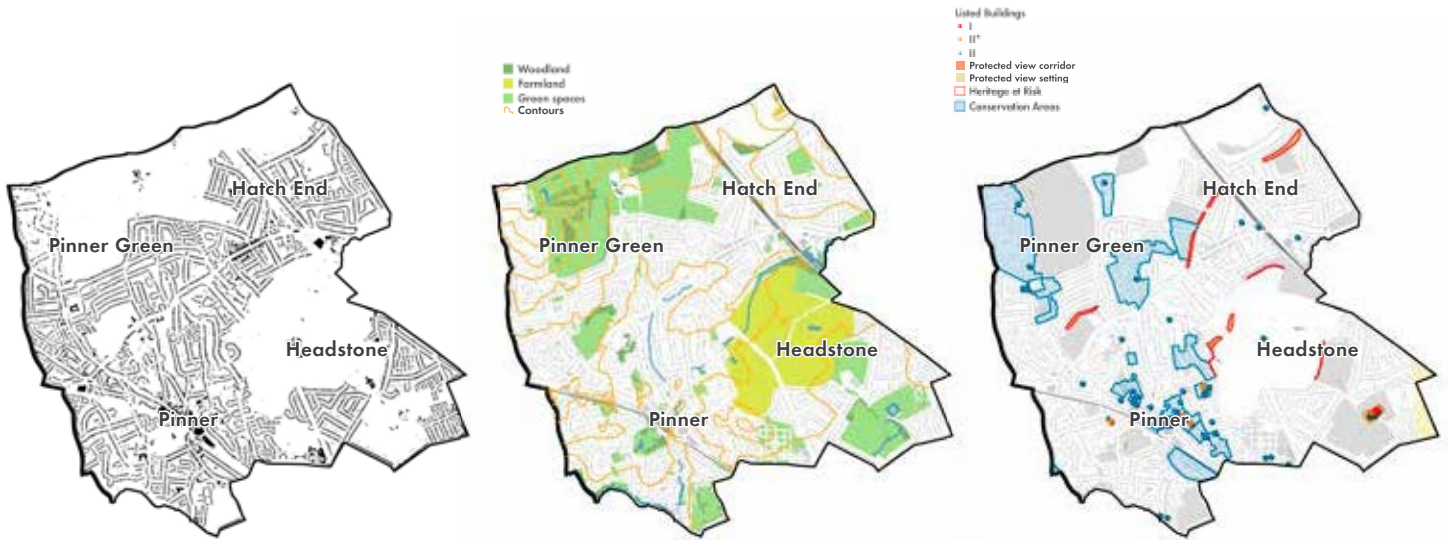 Hatch End
Pinner Green
Headstone
Pinner
Woodland
Farmland
Green spaces
Contours
Hatch End
Pinner Green
Headstone
Pinner
Listed Buildings
I
II*
II
Protected view corridor
Protected view setting
Heritage at Risk
Conservation Areas
Hatch End
Pinner Green
Headstone
Pinner